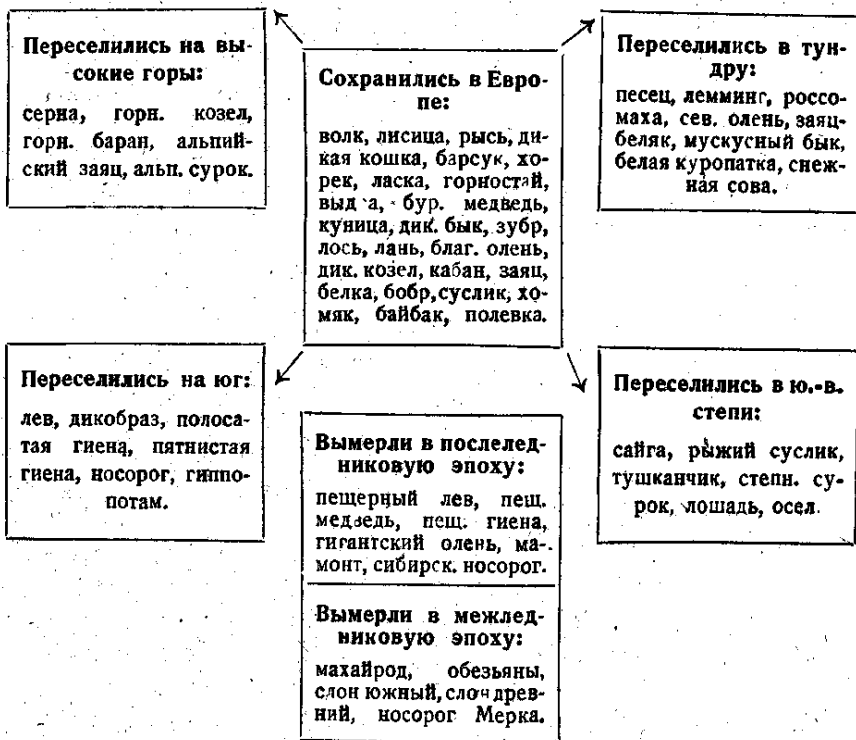 Переселились на вы-
сокие горы:
серна, горн. козел,
горн. баран, альпий-
ский заяц, альп. сурок.
Сохранились в Евро-
пе:
волк, лисица, рысь, ди-
кая кошка, барсук, хо-
рек, ласка, горностай,
выд а, бур. медведь,
куница, дик. бык, зубр,
лось, лань, благ. олень,
дик. козел, кабан, заяц,
белка, бобр, суслик, хо-
мяк, байбак, полевка.
Переселились в тун-
дру:
песец, лемминг, россо-
маха, сев. олень, заяц-
беляк, мускусный бык,
белая куропатка, снеж-
ная сова.
Переселились на юг:
лев, дикобраз, полоса-
тая гиена, пятнистая
гиена, носорог, гиппо-
потам.
Вымерли в послелед-
никовую эпоху:
пещерный лев, пещ.
медведь, пещ. гиена,
гигантский олень, ма-
монт, сибирск. носорог.
Вымерли в межлед-
никовую эпоху:
махайрод, обезьяны,
слон южный, слон древ-
ний, носорог Мерка.
Переселились в ю.-в.
степи:
сайга, рыжий суслик,
тушканчик, степн. су-
рок, лошадь, осел.